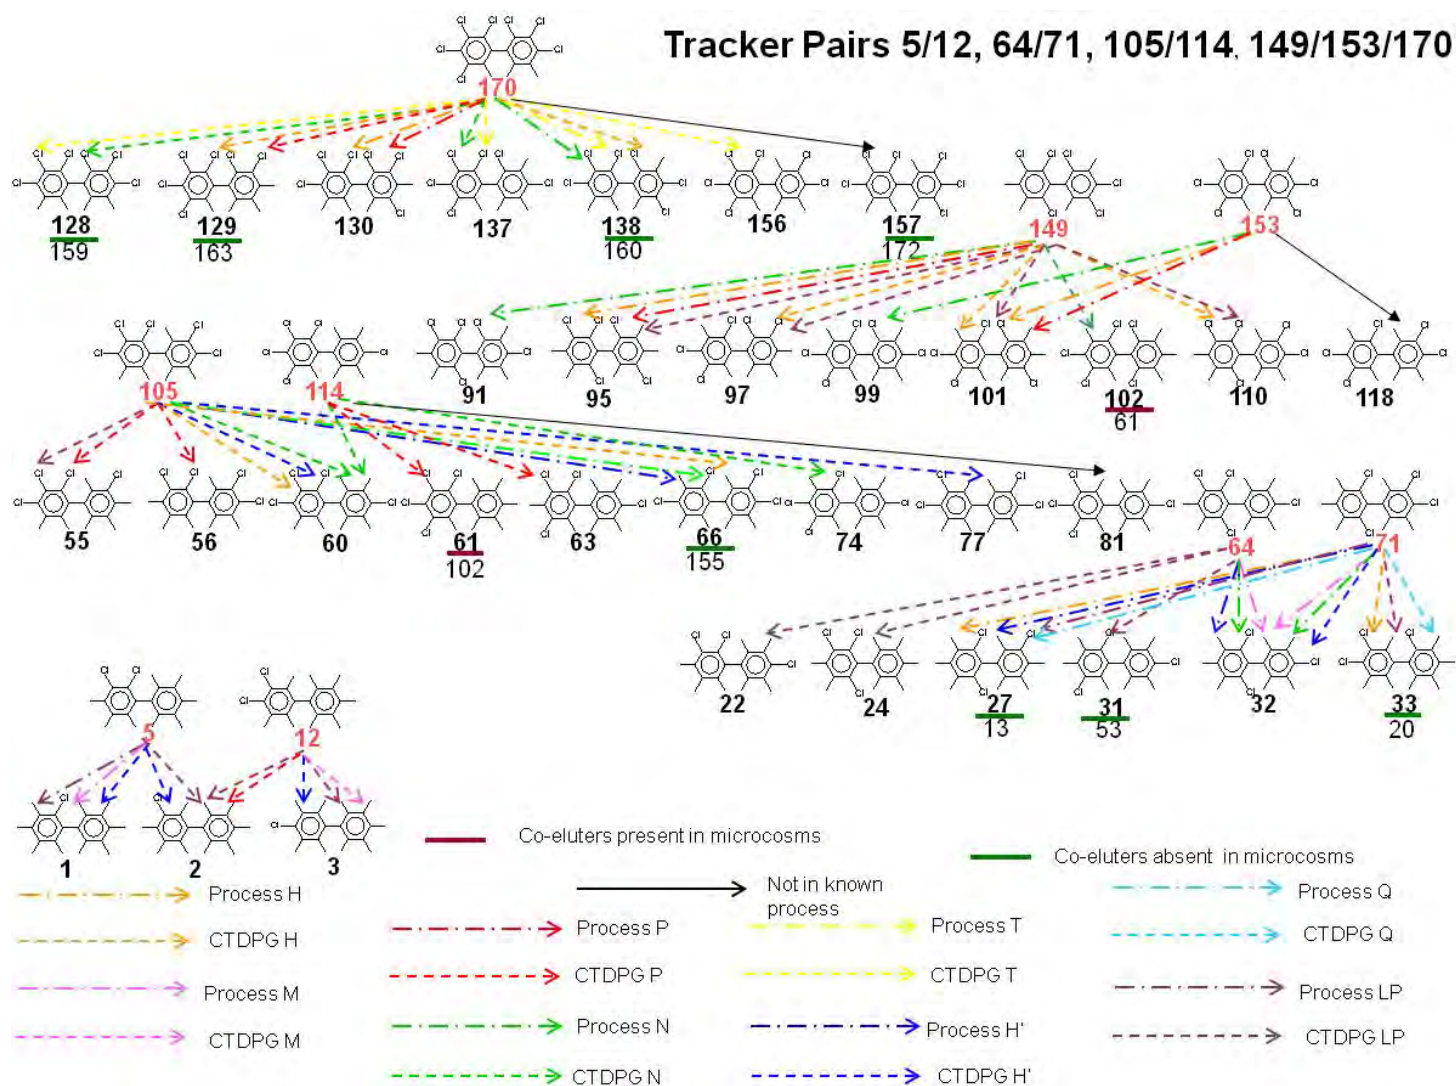 Tracker Pairs 5/12, 64/71, 105/114, 149/153/170
170
128 129 130 137 138 156 157 149 153
159 163 160 172
105 114 91 95 97 99 101 102 110 118
61
55 56 60 61 63 66 74 77 81 64 71
102 155
22 24 27 31 32 33
13 53 20
5 12
1 2 3
Co-eluters present in microcosms
Co-eluters absent in microcosms
Process H
CTDPG H
Process M
CTDPG M
Process P
CTDPG P
Process N
CTDPG N
Not in known
process
Process T
CTDPG T
Process H'
CTDPG H'
Process Q
CTDPG Q
Process LP
CTDPG LP